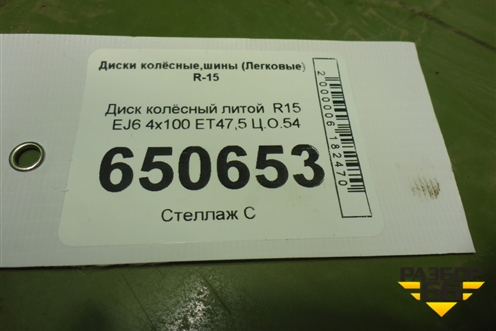 Диски колёсные,шины (Легковые)
R-15
Диск колёсный литой R15
EJ6 4x100 ET47,5 Ц.О.54
650653
Стеллаж С
2000006182470